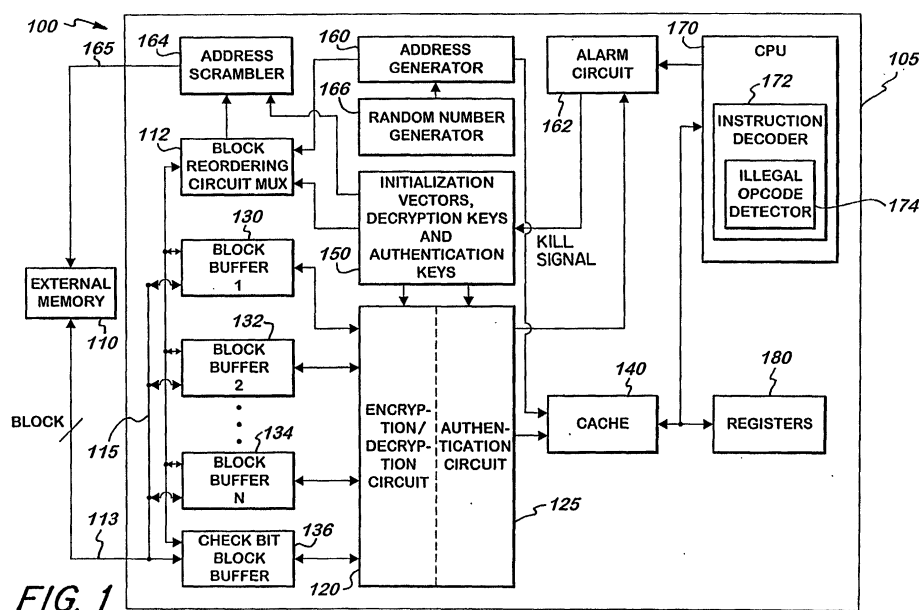 100
165
164
ADDRESS
SCRAMBLER
160
ADDRESS
GENERATOR
166
RANDOM NUMBER
GENERATOR
ALARM
CIRCUIT
162
170
CPU
105
172
INSTRUCTION
DECODER
ILLEGAL
OPCODE
DETECTOR
174
112
BLOCK
REORDERING
CIRCUIT MUX
INITIALIZATION
VECTORS,
DECRYPTION KEYS
AND
AUTHENTICATION
KEYS
150
KILL
SIGNAL
130
BLOCK
BUFFER
1
EXTERNAL
MEMORY
110
132
BLOCK
BUFFER
2
BLOCK
115
134
BLOCK
BUFFER
N
113
136
CHECK BIT
BLOCK
BUFFER
ENCRYP-
TION/
DECRYP-
TION
CIRCUIT
120
AUTHEN-
TICATION
CIRCUIT
125
140
CACHE
180
REGISTERS
FIG. 1